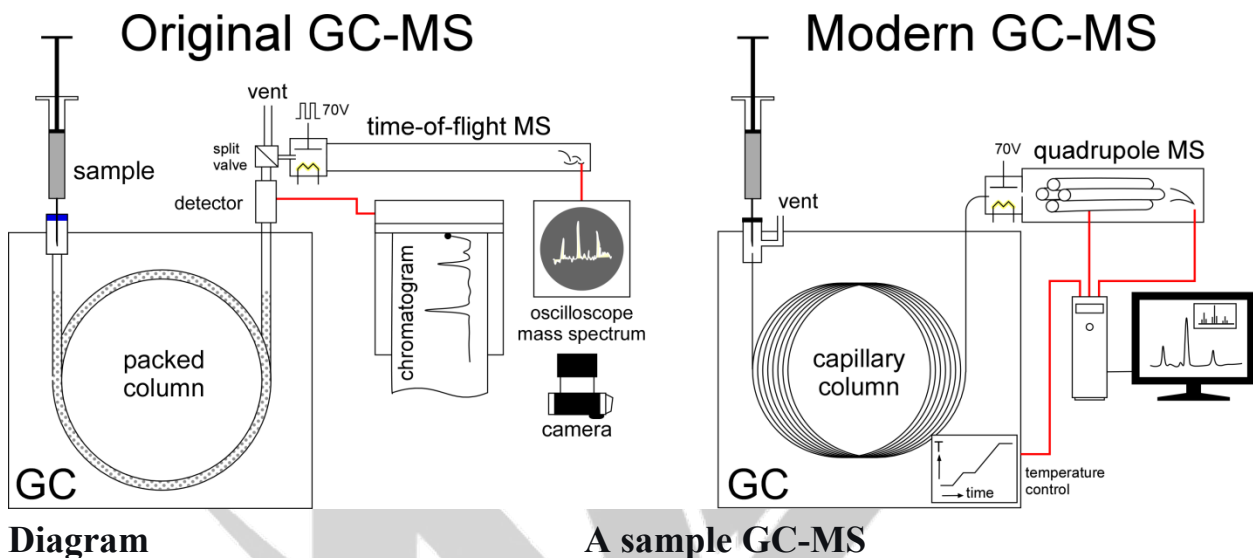 Original GC-MS
Modern GC-MS
vent
70V
time-of-flight MS
split
valve
sample
detector
chromatogram
oscilloscope
mass spectrum
camera
packed
column
GC
70V
quadrupole MS
vent
capillary
column
T
time
temperature
control
GC
Diagram
A sample GC-MS